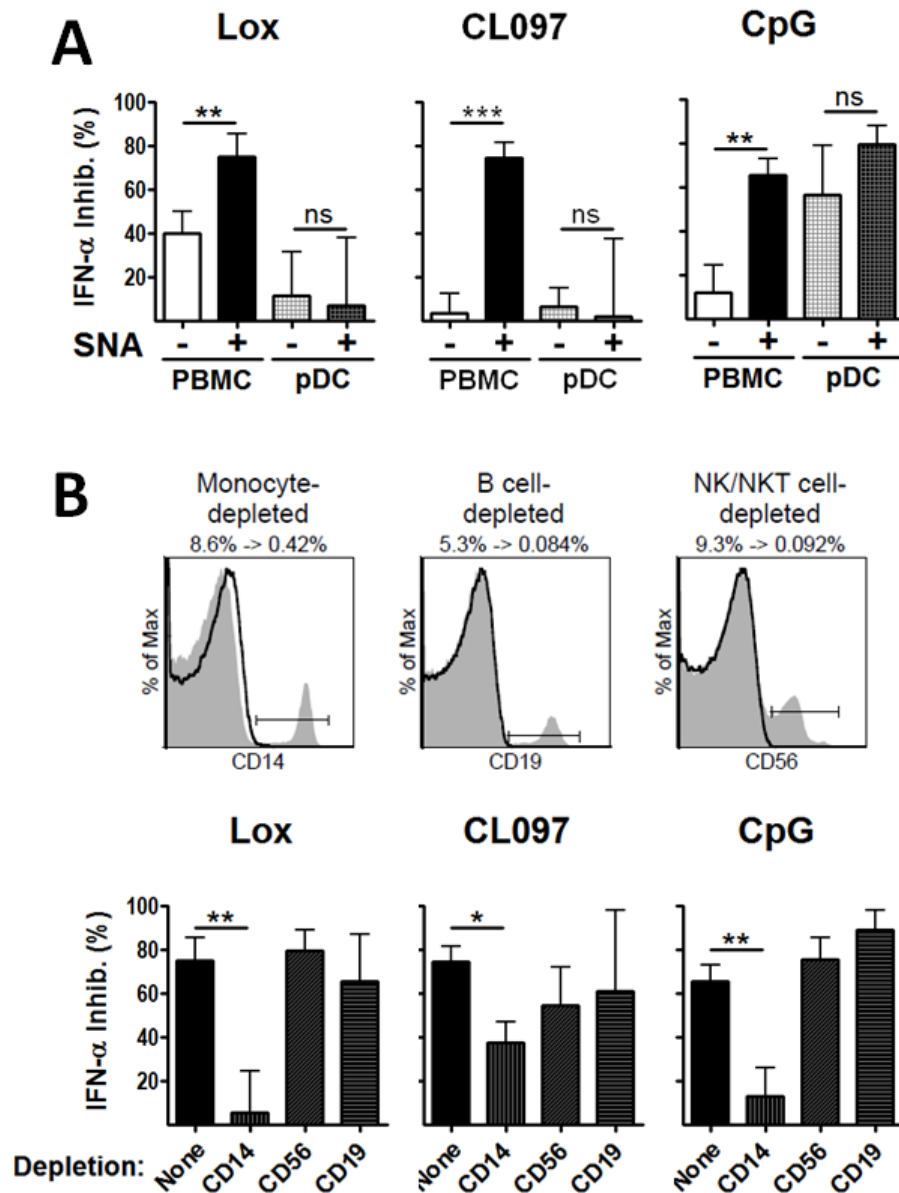 A
Lox CL097 CpG
IFN-α Inhib. (%)
100
80
60
40
20
** ns
*** ns
** ns
SNA - + - + - + - + - + - +
PBMC pDC PBMC pDC PBMC pDC
B
Monocyte-
depleted
8.6% -> 0.42%
B cell-
depleted
5.3% -> 0.084%
NK/NKT cell-
depleted
9.3% -> 0.092%
% of Max
CD14
% of Max
CD19
% of Max
CD56
Lox CL097 CpG
IFN-α Inhib. (%)
100
80
60
40
20
**
*
**
Depletion: None CD14 CD56 CD19 None CD14 CD56 CD19 None CD14 CD56 CD19